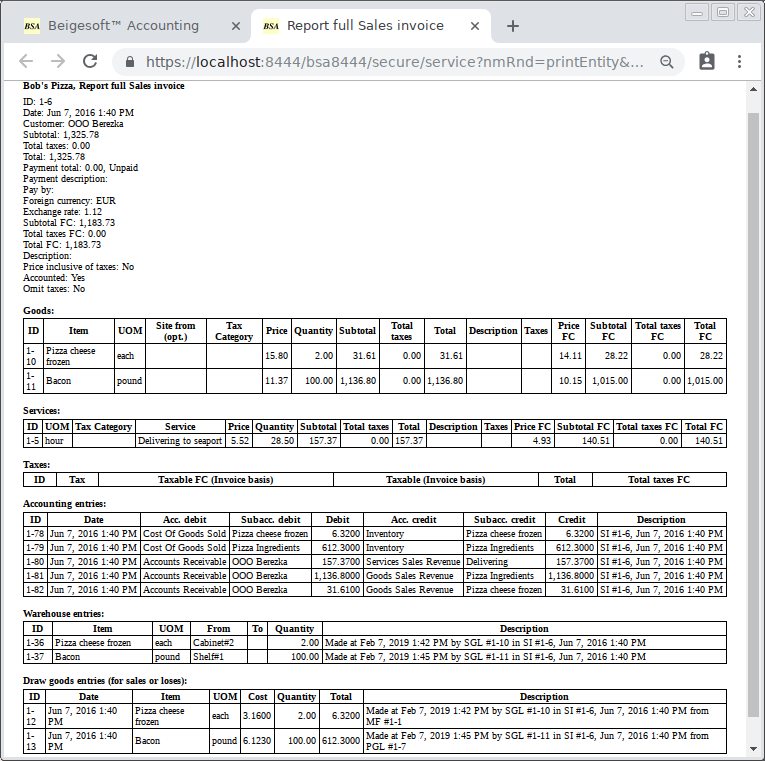 BSA Beigesoft™ Accounting
BSA Report full Sales invoice
https://localhost:8444/bsa8444/secure/service?nmRnd=printEntity&...
Bob's Pizza, Report full Sales invoice
ID: 1-6
Date: Jun 7, 2016 1:40 PM
Customer: OOO Berezka
Subtotal: 1,325.78
Total taxes: 0.00
Total: 1,325.78
Payment total: 0.00, Unpaid
Payment description:
Pay by:
Foreign currency: EUR
Exchange rate: 1.12
Subtotal FC: 1,183.73
Total taxes FC: 0.00
Total FC: 1,183.73
Description:
Price inclusive of taxes: No
Accounted: Yes
Omit taxes: No
Goods:
ID Item UOM Site from (opt.) Tax Category Price Quantity Subtotal Total taxes Total Description Taxes Price FC Subtotal FC Total taxes FC Total FC
1-10 Pizza cheese frozen each 15.80 2.00 31.61 0.00 31.61 14.11 28.22 0.00 28.22
1-11 Bacon pound 11.37 100.00 1,136.80 0.00 1,136.80 10.15 1,015.00 0.00 1,015.00
Services:
ID UOM Tax Category Service Price Quantity Subtotal Total taxes Total Description Taxes Price FC Subtotal FC Total taxes FC Total FC
1-5 hour Delivering to seaport 5.52 28.50 157.37 0.00 157.37 4.93 140.51 0.00 140.51
Taxes:
ID Tax Taxable FC (Invoice basis) Taxable (Invoice basis) Total Total taxes FC
Accounting entries:
ID Date Acc. debit Subacc. debit Debit Acc. credit Subacc. credit Credit Description
1-78 Jun 7, 2016 1:40 PM Cost Of Goods Sold Pizza cheese frozen 6.3200 Inventory Pizza cheese frozen 6.3200 SI #1-6, Jun 7, 2016 1:40 PM
1-79 Jun 7, 2016 1:40 PM Cost Of Goods Sold Pizza Ingredients 612.3000 Inventory Pizza Ingredients 612.3000 SI #1-6, Jun 7, 2016 1:40 PM
1-80 Jun 7, 2016 1:40 PM Accounts Receivable OOO Berezka 157.3700 Services Sales Revenue Delivering 157.3700 SI #1-6, Jun 7, 2016 1:40 PM
1-81 Jun 7, 2016 1:40 PM Accounts Receivable OOO Berezka 1,136.8000 Goods Sales Revenue Pizza Ingredients 1,136.8000 SI #1-6, Jun 7, 2016 1:40 PM
1-82 Jun 7, 2016 1:40 PM Accounts Receivable OOO Berezka 31.6100 Goods Sales Revenue Pizza cheese frozen 31.6100 SI #1-6, Jun 7, 2016 1:40 PM
Warehouse entries:
ID Item UOM From To Quantity Description
1-36 Pizza cheese frozen each Cabinet#2 2.00 Made at Feb 7, 2019 1:42 PM by SGL #1-10 in SI #1-6, Jun 7, 2016 1:40 PM
1-37 Bacon pound Shelf#1 100.00 Made at Feb 7, 2019 1:45 PM by SGL #1-11 in SI #1-6, Jun 7, 2016 1:40 PM
Draw goods entries (for sales or loses):
ID Date Item UOM Cost Quantity Total Description
1-12 Jun 7, 2016 1:40 PM Pizza cheese frozen each 3.1600 2.00 6.3200 Made at Feb 7, 2019 1:42 PM by SGL #1-10 in SI #1-6, Jun 7, 2016 1:40 PM from MF #1-1
1-13 Jun 7, 2016 1:40 PM Bacon pound 6.1230 100.00 612.3000 Made at Feb 7, 2019 1:45 PM by SGL #1-11 in SI #1-6, Jun 7, 2016 1:40 PM from PGL #1-7